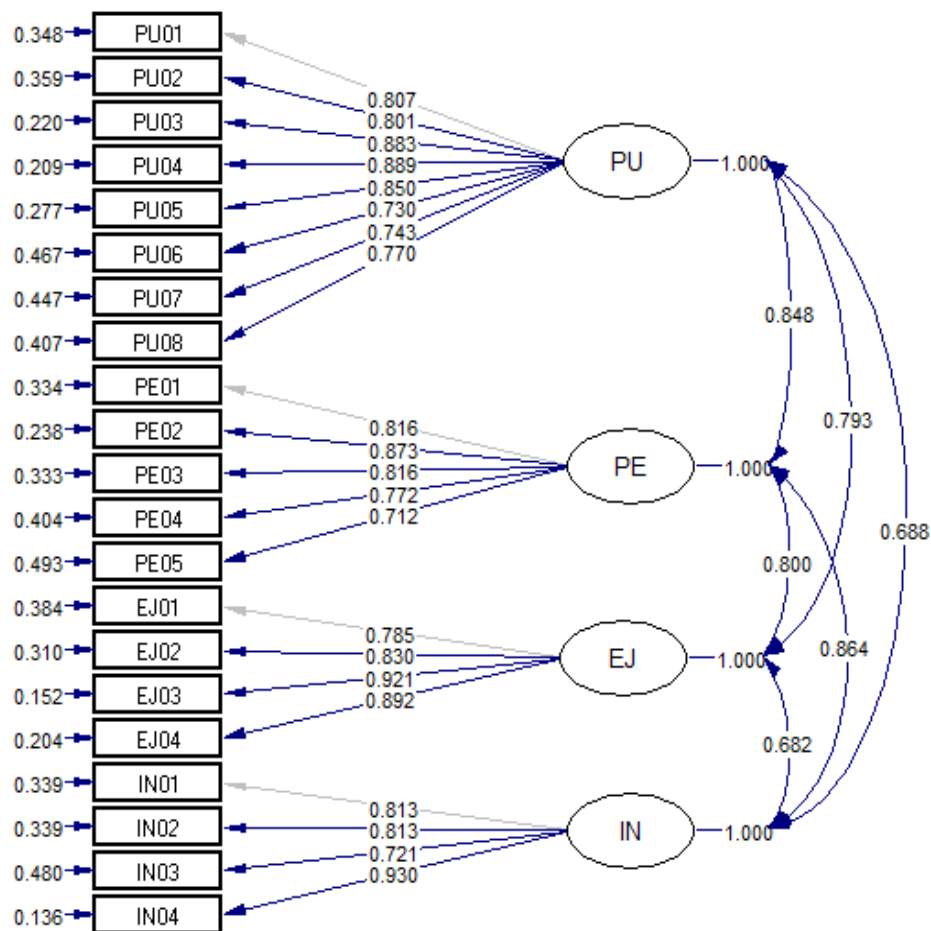 0.348 PU01
0.359 PU02
0.220 PU03
0.209 PU04
0.277 PU05
0.467 PU06
0.447 PU07
0.407 PU08
0.334 PE01
0.238 PE02
0.333 PE03
0.404 PE04
0.493 PE05
0.384 EJ01
0.310 EJ02
0.152 EJ03
0.204 EJ04
0.339 IN01
0.339 IN02
0.480 IN03
0.136 IN04
0.807
0.801
0.883
0.889
0.850
0.730
0.743
0.770
PU 1.000
0.816
0.873
0.816
0.772
0.712
PE 1.000
0.785
0.830
0.921
0.892
EJ 1.000
0.813
0.813
0.721
0.930
IN 1.000
0.848
0.793
0.688
0.800
0.864
0.682